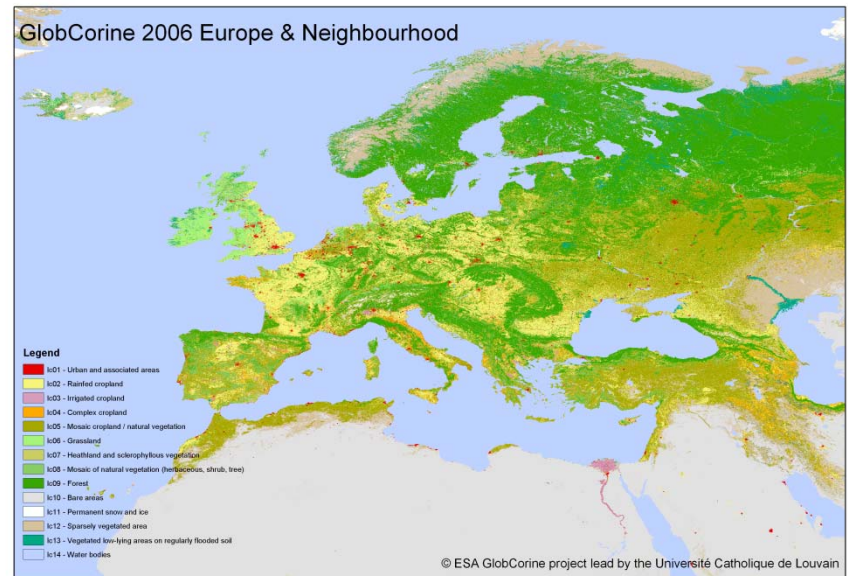 GlobCorine 2006 Europe & Neighbourhood
Legend
lc01 - Urban and associated areas
lc02 - Rainfed cropland
lc03 - Irrigated cropland
lc04 - Complex cropland
lc05 - Mosaic cropland / natural vegetation
lc06 - Grassland
lc07 - Heathland and sclerophyllous vegetation
lc08 - Mosaic of natural vegetation (herbaceous, shrub, tree)
lc09 - Forest
lc10 - Bare areas
lc11 - Permanent snow and ice
lc12 - Sparsely vegetated area
lc13 - Vegetated low-lying areas on regularly flooded soil
lc14 - Water bodies
© ESA GlobCorine project lead by the Université Catholique de Louvain